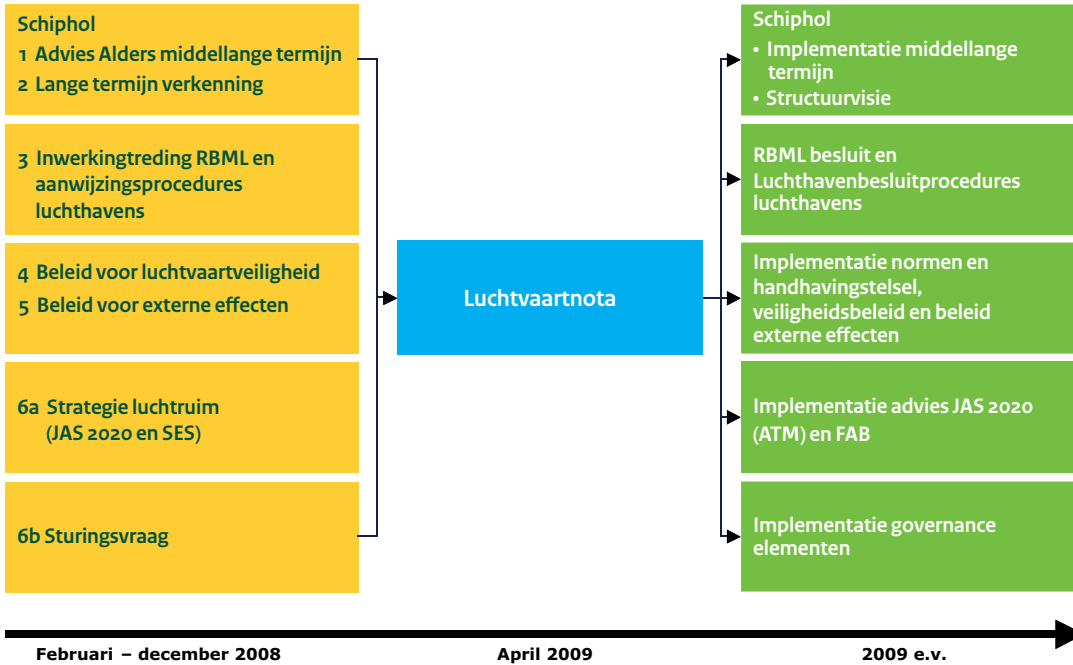 Schiphol
1 Advies Alders middellange termijn
2 Lange termijn verkenning
3 Inwerkingtreding RBML en
aanwijzingsprocedures
luchthavens
4 Beleid voor luchtvaartveiligheid
5 Beleid voor externe effecten
6a Strategie luchtruim
(JAS 2020 en SES)
6b Sturingsvraag
Luchtvaartnota
Schiphol
• Implementatie middellange
termijn
• Structuurvisie
RBML besluit en
Luchthavenbesluitprocedures
luchthavens
Implementatie normen en
handhavingstelsel,
veiligheidsbeleid en beleid
externe effecten
Implementatie advies JAS 2020
(ATM) en FAB
Implementatie governance
elementen
Februari – december 2008
April 2009
2009 e.v.